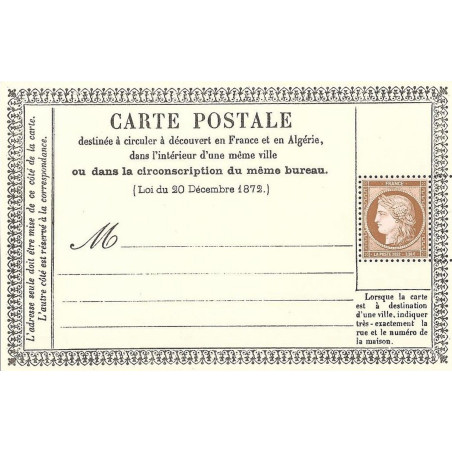 CARTE POSTALE
destinée à circuler à découvert en France et en Algérie,
dans l'intérieur d'une même ville
ou dans la circonscription du même bureau.
(Loi du 20 Décembre 1872.)
M
L'adresse seule doit être mise de ce côté de la carte.
L'autre côté est réservé à la correspondance.
FRANCE
Lorsque la carte
est à destination
d'une ville, indiquer
très-exactement la
rue et le numéro de
la maison.